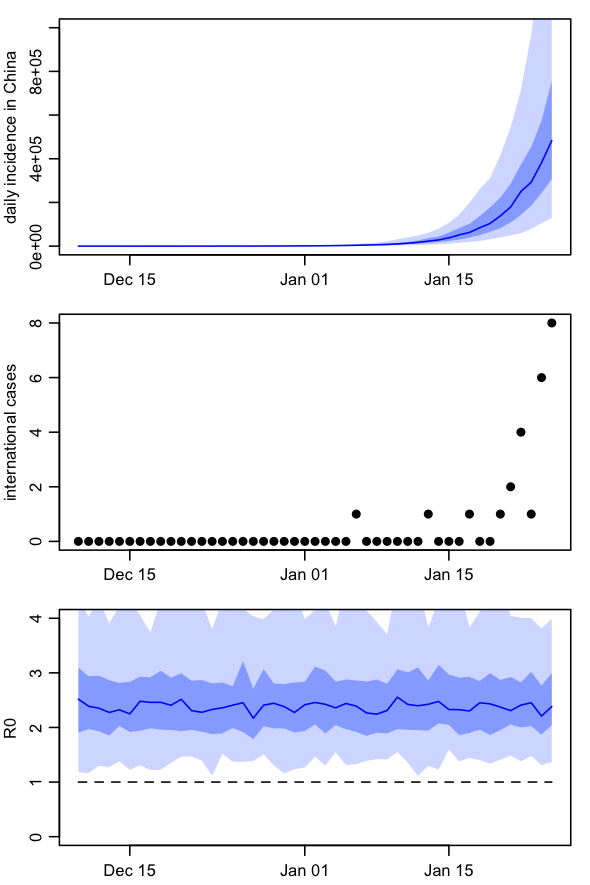 daily incidence in China
8e+05
4e+05
0e+00
Dec 15 Jan 01 Jan 15
international cases
8
6
4
2
0
Dec 15 Jan 01 Jan 15
R0
4
3
2
1
0
Dec 15 Jan 01 Jan 15